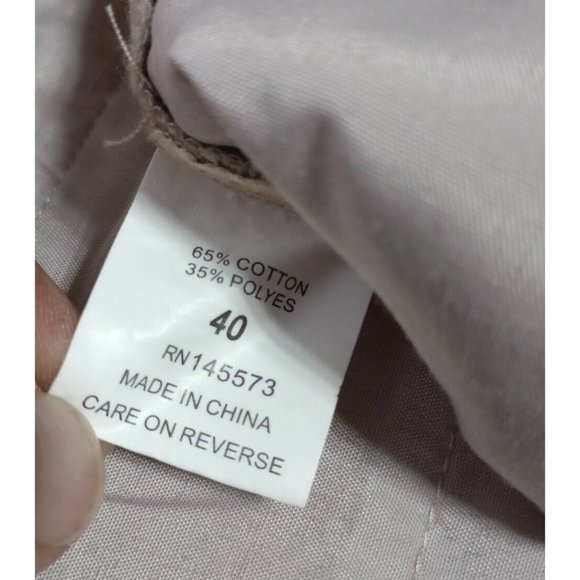 65% COTTON
35% POLYES
40
RN145573
MADE IN CHINA
CARE ON REVERSE